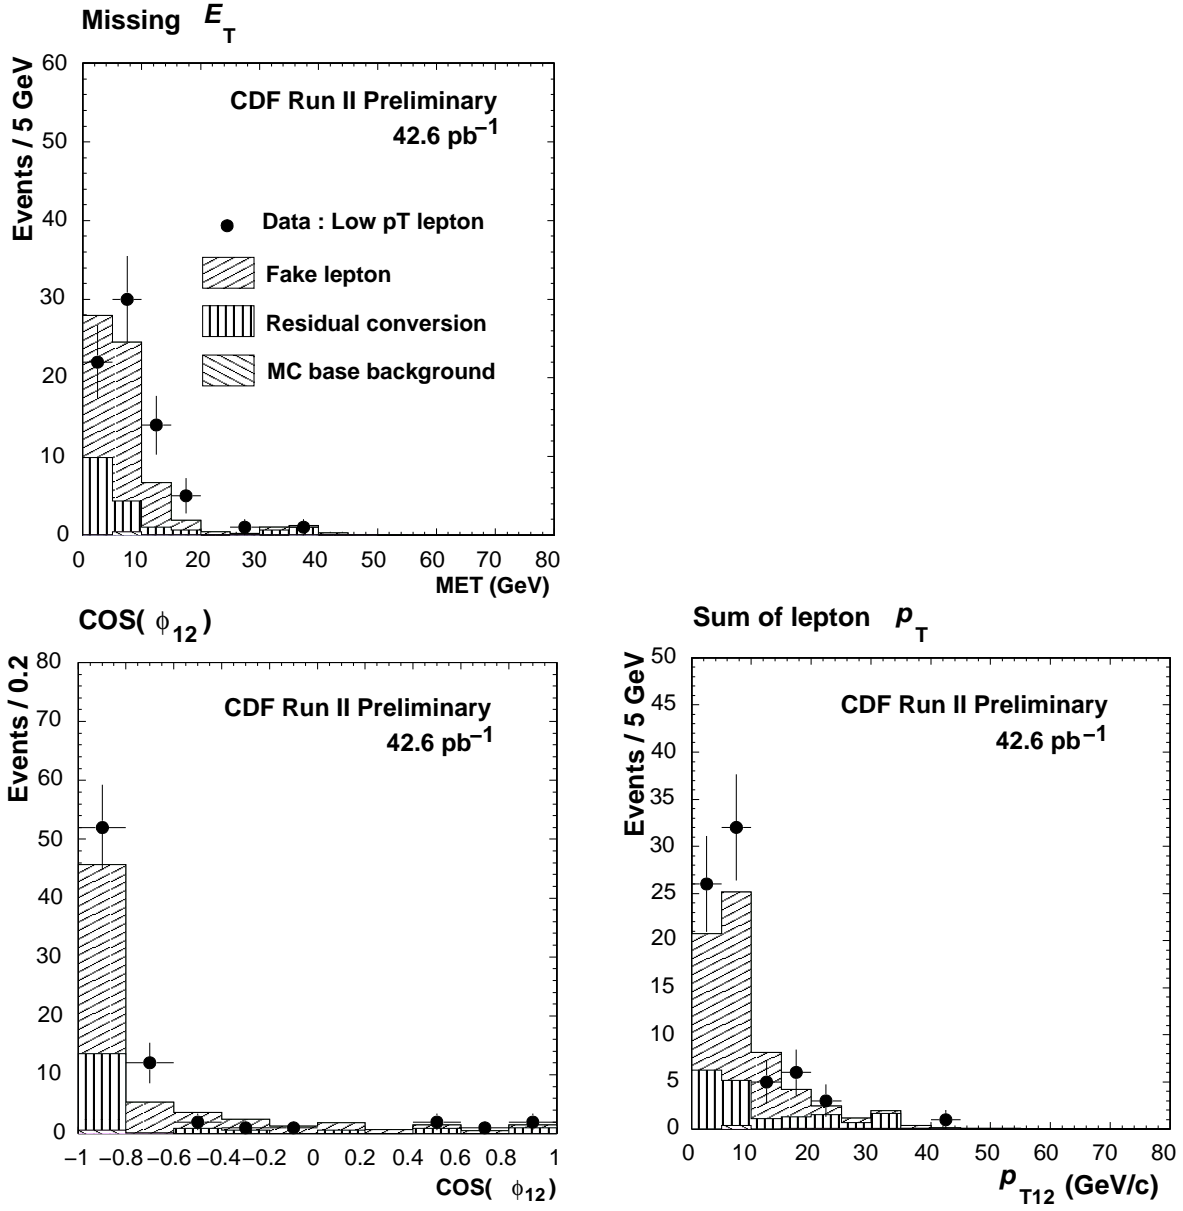 Missing E_T
Events / 5 GeV
60
50
40
30
20
10
0
CDF Run II Preliminary
42.6 pb⁻¹
Data : Low pT lepton
Fake lepton
Residual conversion
MC base background
0 10 20 30 40 50 60 70 80
MET (GeV)
COS( ϕ₁₂ )
Events / 0.2
80
70
60
50
40
30
20
10
0
CDF Run II Preliminary
42.6 pb⁻¹
−1 −0.8 −0.6 −0.4 −0.2 0 0.2 0.4 0.6 0.8 1
COS( ϕ₁₂)
Sum of lepton p_T
Events / 5 GeV
50
45
40
35
30
25
20
15
10
5
0
CDF Run II Preliminary
42.6 pb⁻¹
0 10 20 30 40 50 60 70 80
p_T12 (GeV/c)